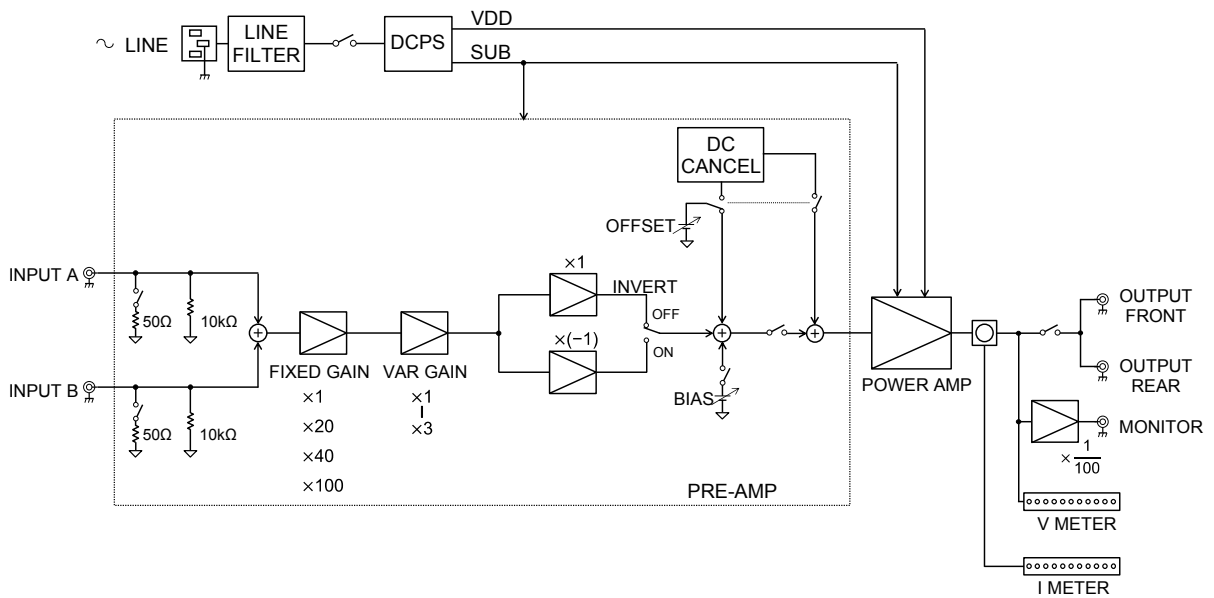 VDD
∼ LINE
LINE
FILTER
DCPS
SUB
DC
CANCEL
OFFSET
INPUT A
50Ω
10kΩ
×1
INVERT
OFF
ON
×(−1)
OUTPUT
FRONT
INPUT B
50Ω
10kΩ
FIXED GAIN
×1
×20
×40
×100
VAR GAIN
×1
×3
BIAS
POWER AMP
OUTPUT
REAR
MONITOR
× 1
100
PRE-AMP
V METER
I METER